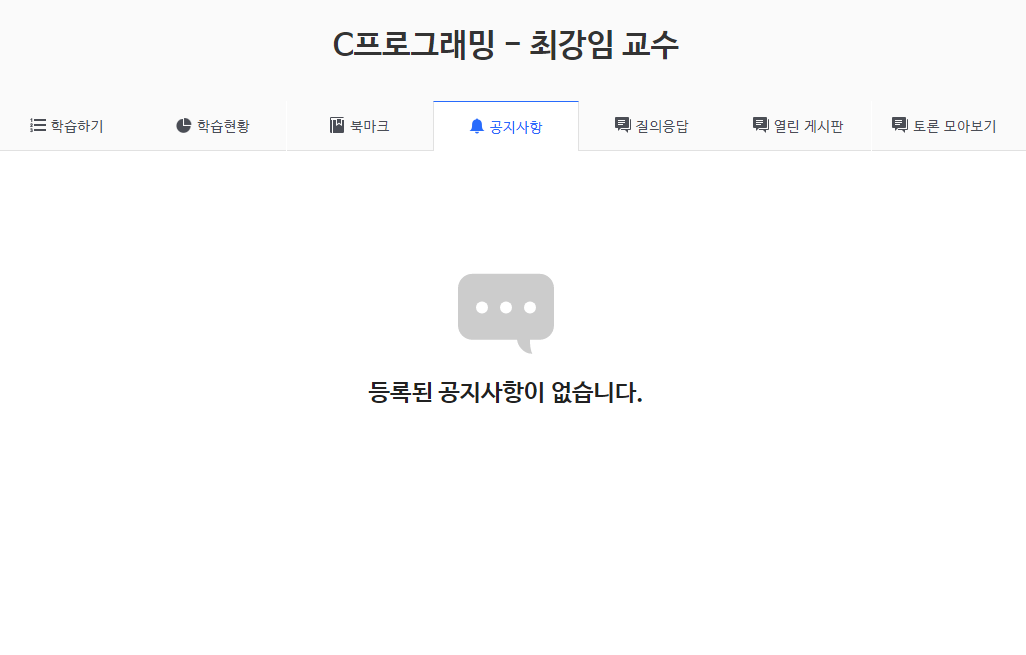 C프로그래밍 - 최강임 교수
학습하기 학습현황 북마크 공지사항 질의응답 열린 게시판 토론 모아보기
등록된 공지사항이 없습니다.